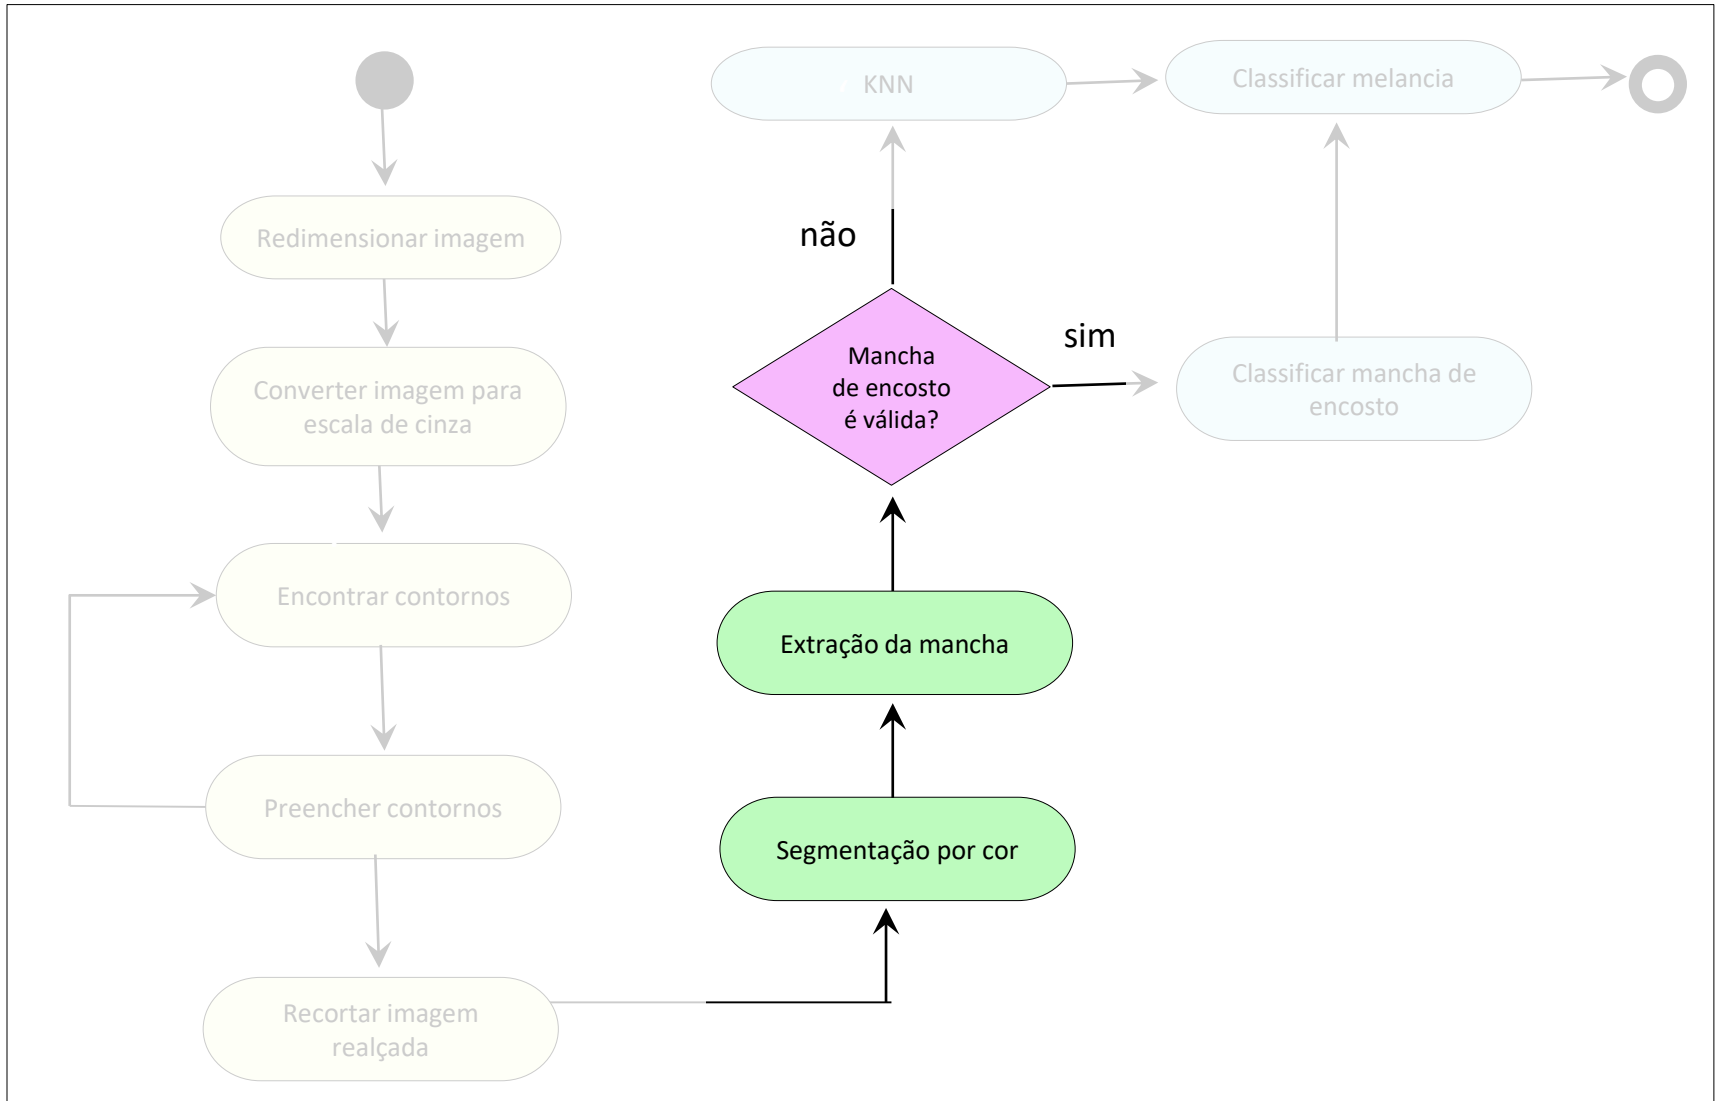 Redimensionar imagem
Converter imagem para
escala de cinza
Encontrar contornos
Preencher contornos
Recortar imagem
realçada
Segmentação por cor
Extração da mancha
Mancha
de encosto
é válida?
não
sim
KNN
Classificar mancha de
encosto
Classificar melancia